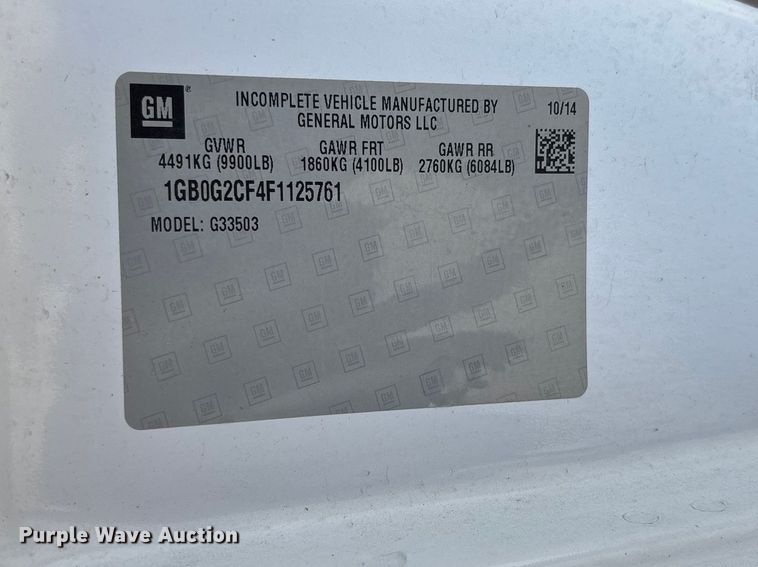 GM ® INCOMPLETE VEHICLE MANUFACTURED BY 10/14
GENERAL MOTORS LLC
GVWR GAWR FRT GAWR RR
4491KG (9900LB) 1860KG (4100LB) 2760KG (6084LB)
1GB0G2CF4F1125761
MODEL: G33503
Purple Wave Auction